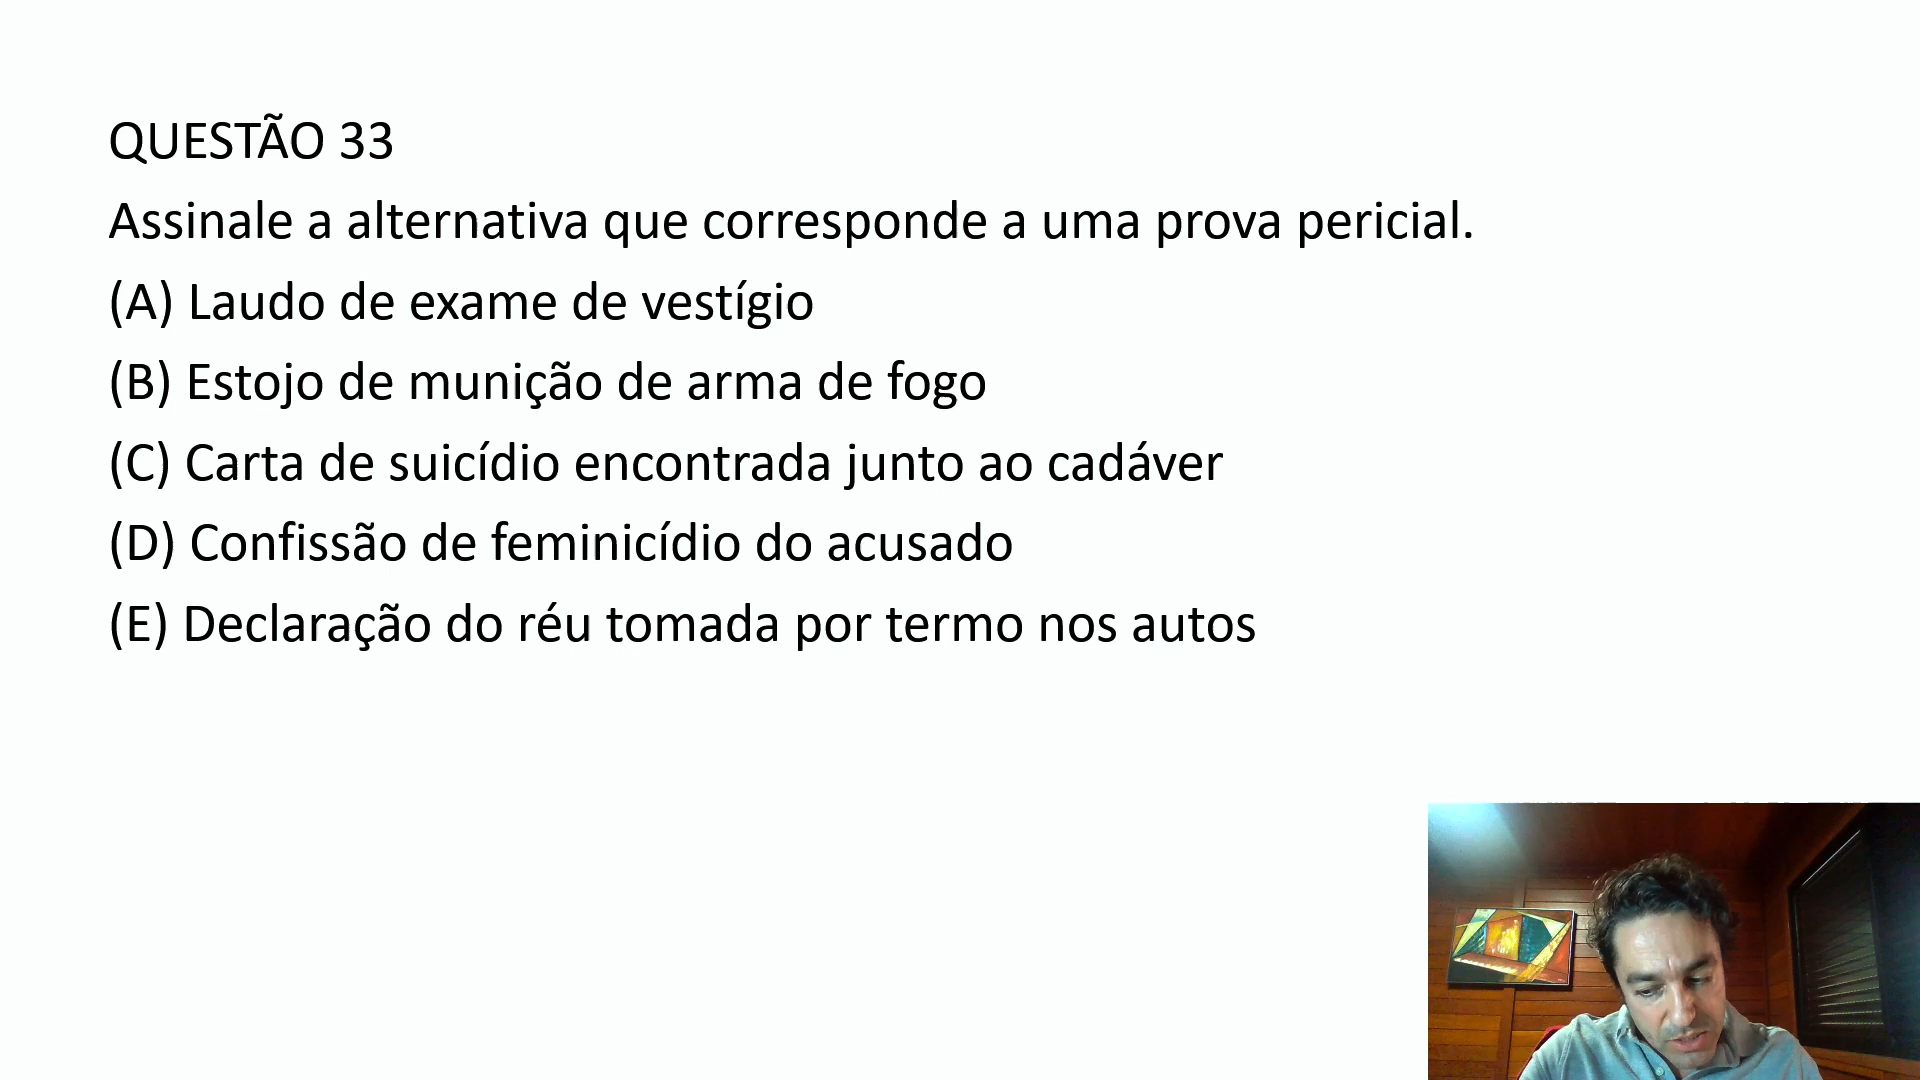 QUESTÃO 33
Assinale a alternativa que corresponde a uma prova pericial.
(A) Laudo de exame de vestígio
(B) Estojo de munição de arma de fogo
(C) Carta de suicídio encontrada junto ao cadáver
(D) Confissão de feminicídio do acusado
(E) Declaração do réu tomada por termo nos autos